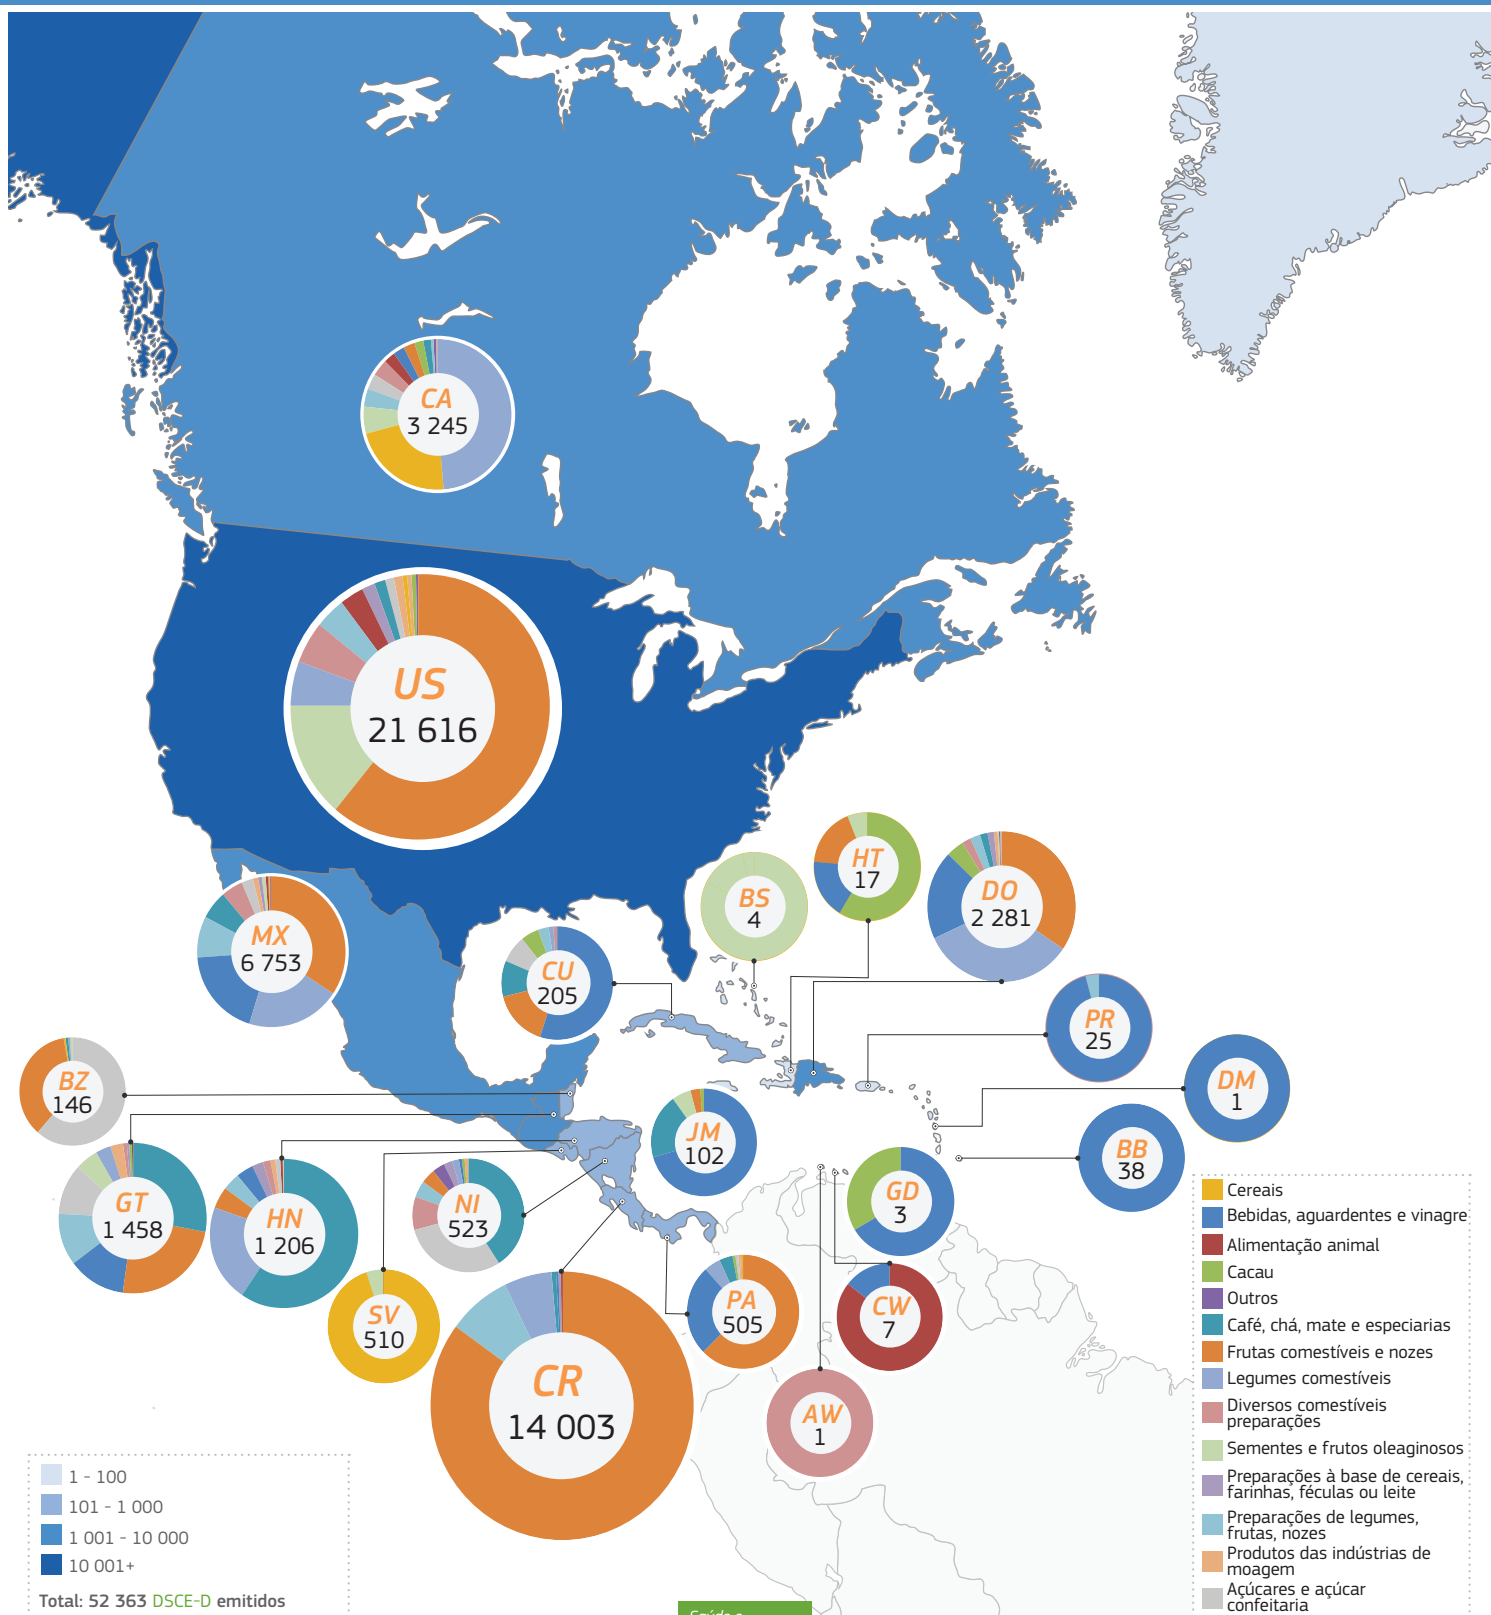 CA
3 245
US
21 616
HT
17
BS
4
DO
2 281
MX
6 753
CU
205
PR
25
BZ
146
DM
1
JM
102
BB
38
GT
1 458
HN
1 206
NI
523
GD
3
SV
510
PA
505
CW
7
CR
14 003
AW
1
Cereais
Bebidas, aguardentes e vinagre
Alimentação animal
Cacau
Outros
Café, chá, mate e especiarias
Frutas comestíveis e nozes
Legumes comestíveis
Diversos comestíveis
preparações
Sementes e frutos oleaginosos
Preparações à base de cereais,
farinhas, féculas ou leite
Preparações de legumes,
frutas, nozes
Produtos das indústrias de
moagem
Açúcares e açúcar
confeitaria
1 - 100
101 - 1 000
1 001 - 10 000
10 001+
Total: 52 363 DSCE-D emitidos